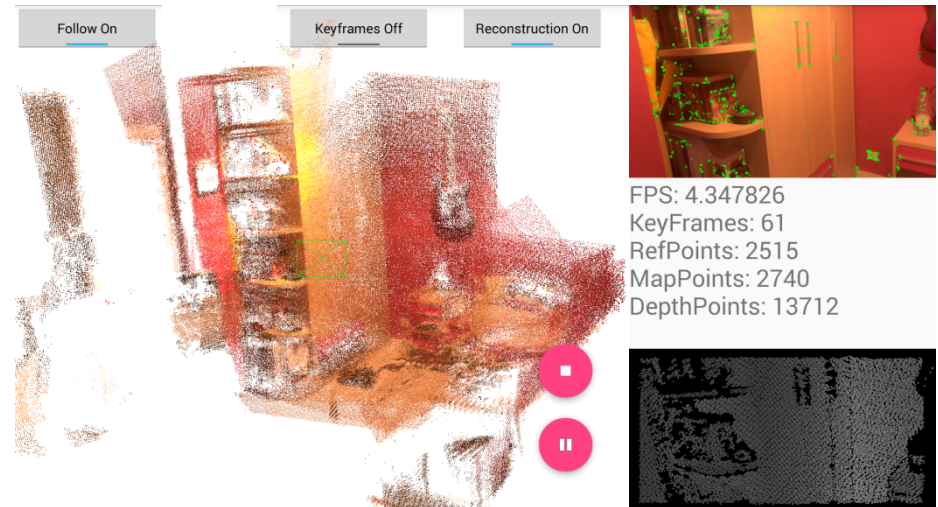 Follow On
Keyframes Off
Reconstruction On
FPS: 4.347826
KeyFrames: 61
RefPoints: 2515
MapPoints: 2740
DepthPoints: 13712